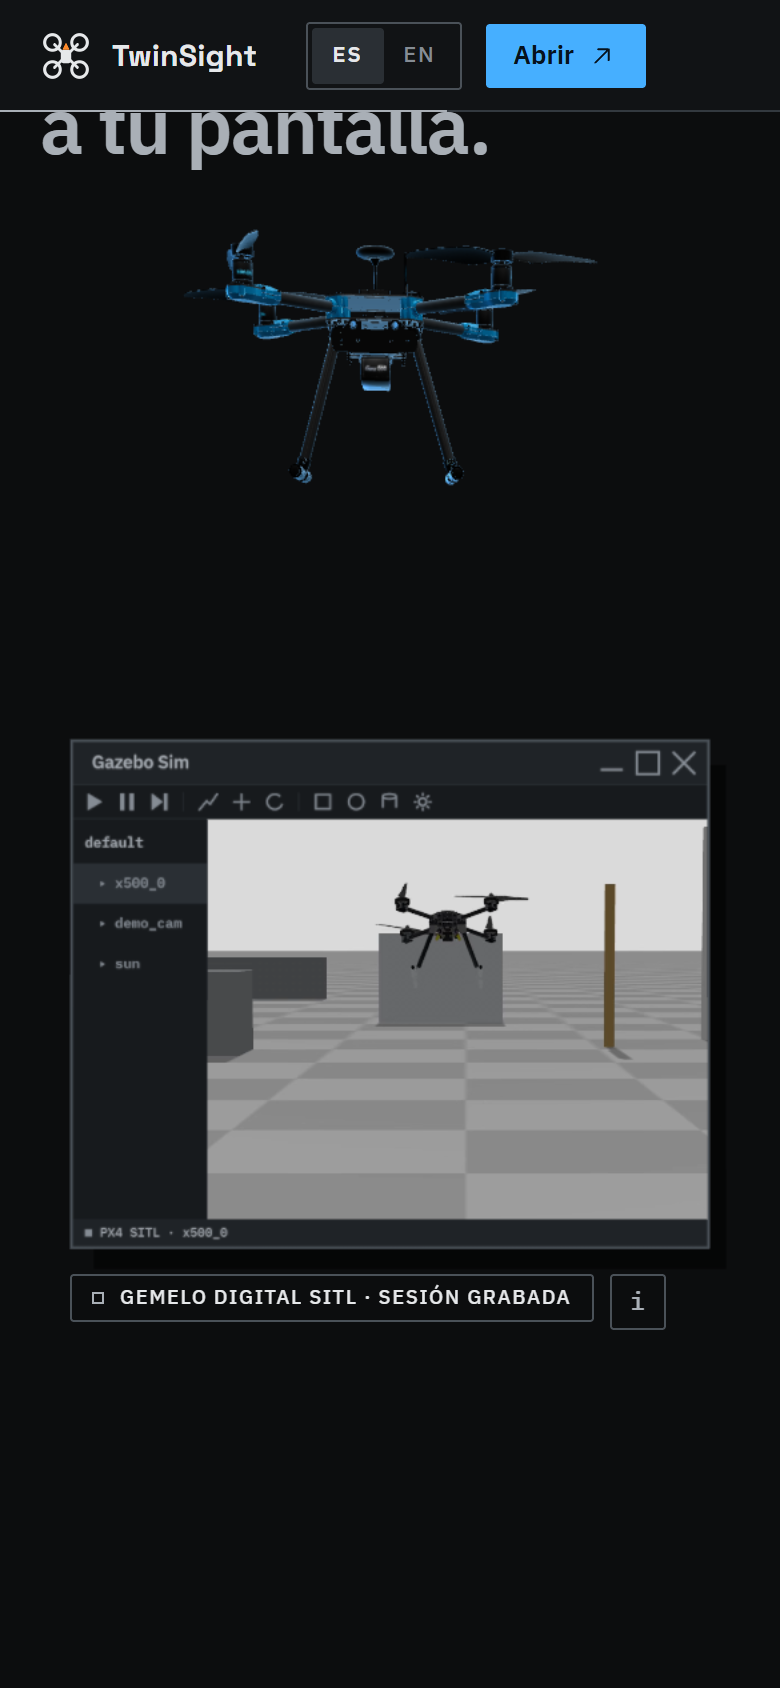 TwinSight
ES EN
Abrir
a tu pantalla.
Gazebo Sim
default
x500_0
demo_cam
sun
PX4 SITL · x500_0
GEMELO DIGITAL SITL · SESIÓN GRABADA
i